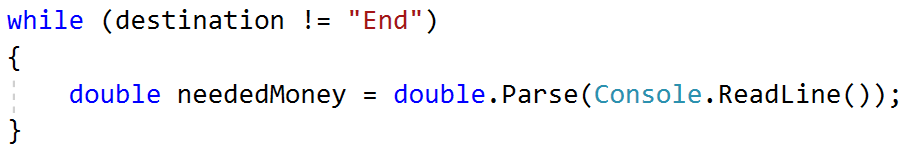 while (destination != "End")
{
    double neededMoney = double.Parse(Console.ReadLine());
}